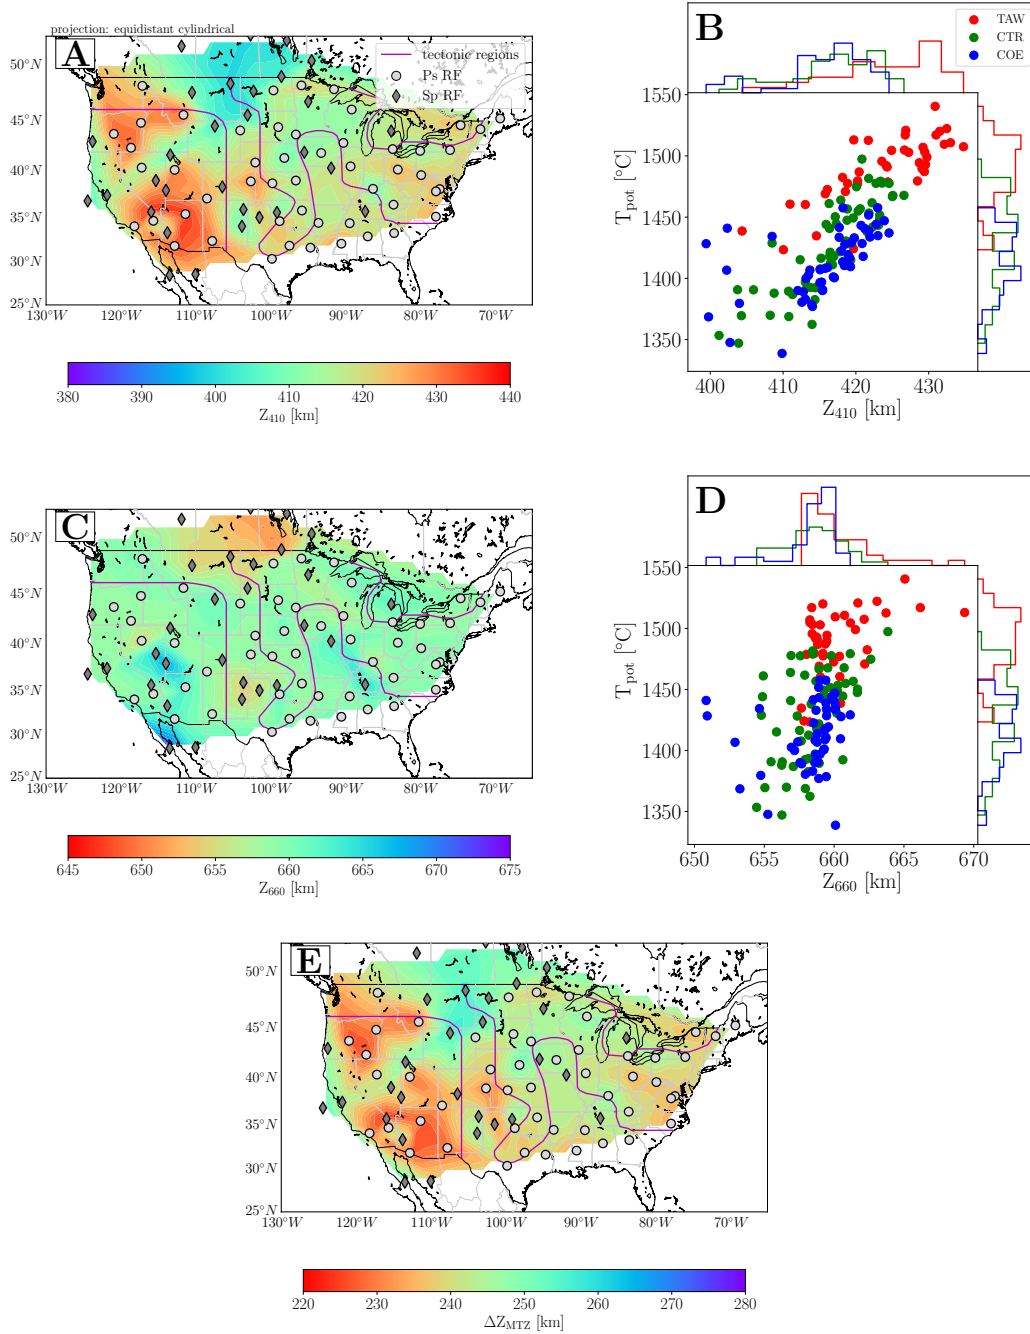 projection: equidistant cylindrical
A
tectonic regions
Ps RF
Sp RF
50°N
45°N
40°N
35°N
30°N
25°N
130°W 120°W 110°W 100°W 90°W 80°W 70°W
380 390 400 410 420 430 440
Z410 [km]
B
TAW
CTR
COE
1550
1500
1450
1400
1350
Tpot [°C]
400 410 420 430
Z410 [km]
C
50°N
45°N
40°N
35°N
30°N
25°N
130°W 120°W 110°W 100°W 90°W 80°W 70°W
645 650 655 660 665 670 675
Z660 [km]
D
1550
1500
1450
1400
1350
Tpot [°C]
650 655 660 665 670
Z660 [km]
E
50°N
45°N
40°N
35°N
30°N
25°N
130°W 120°W 110°W 100°W 90°W 80°W 70°W
220 230 240 250 260 270 280
ΔZMTZ [km]